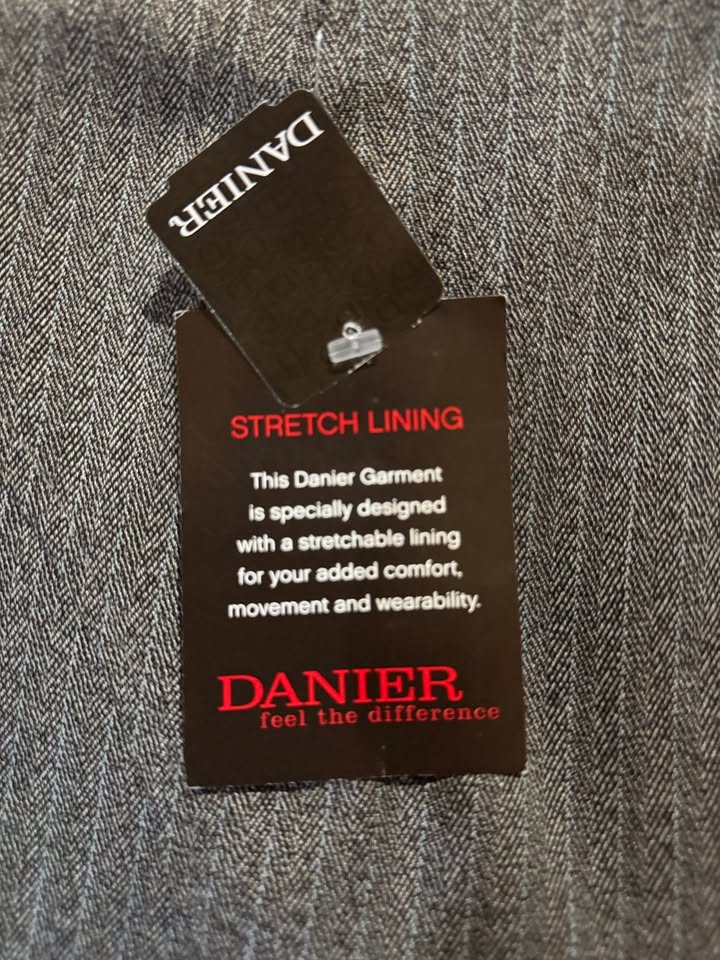 DANIER
STRETCH LINING
This Danier Garment
is specially designed
with a stretchable lining
for your added comfort,
movement and wearability.
DANIER
feel the difference